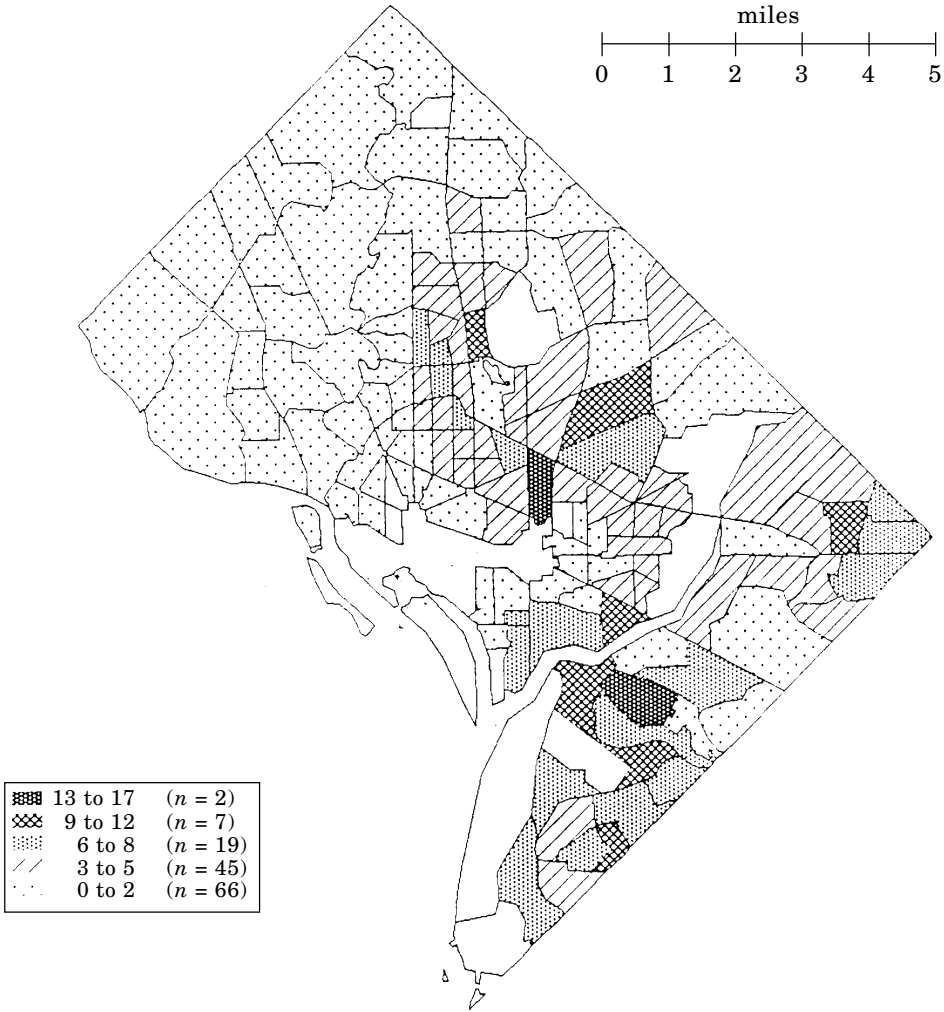 miles
0 1 2 3 4 5
13 to 17 (n = 2)
9 to 12 (n = 7)
6 to 8 (n = 19)
3 to 5 (n = 45)
0 to 2 (n = 66)